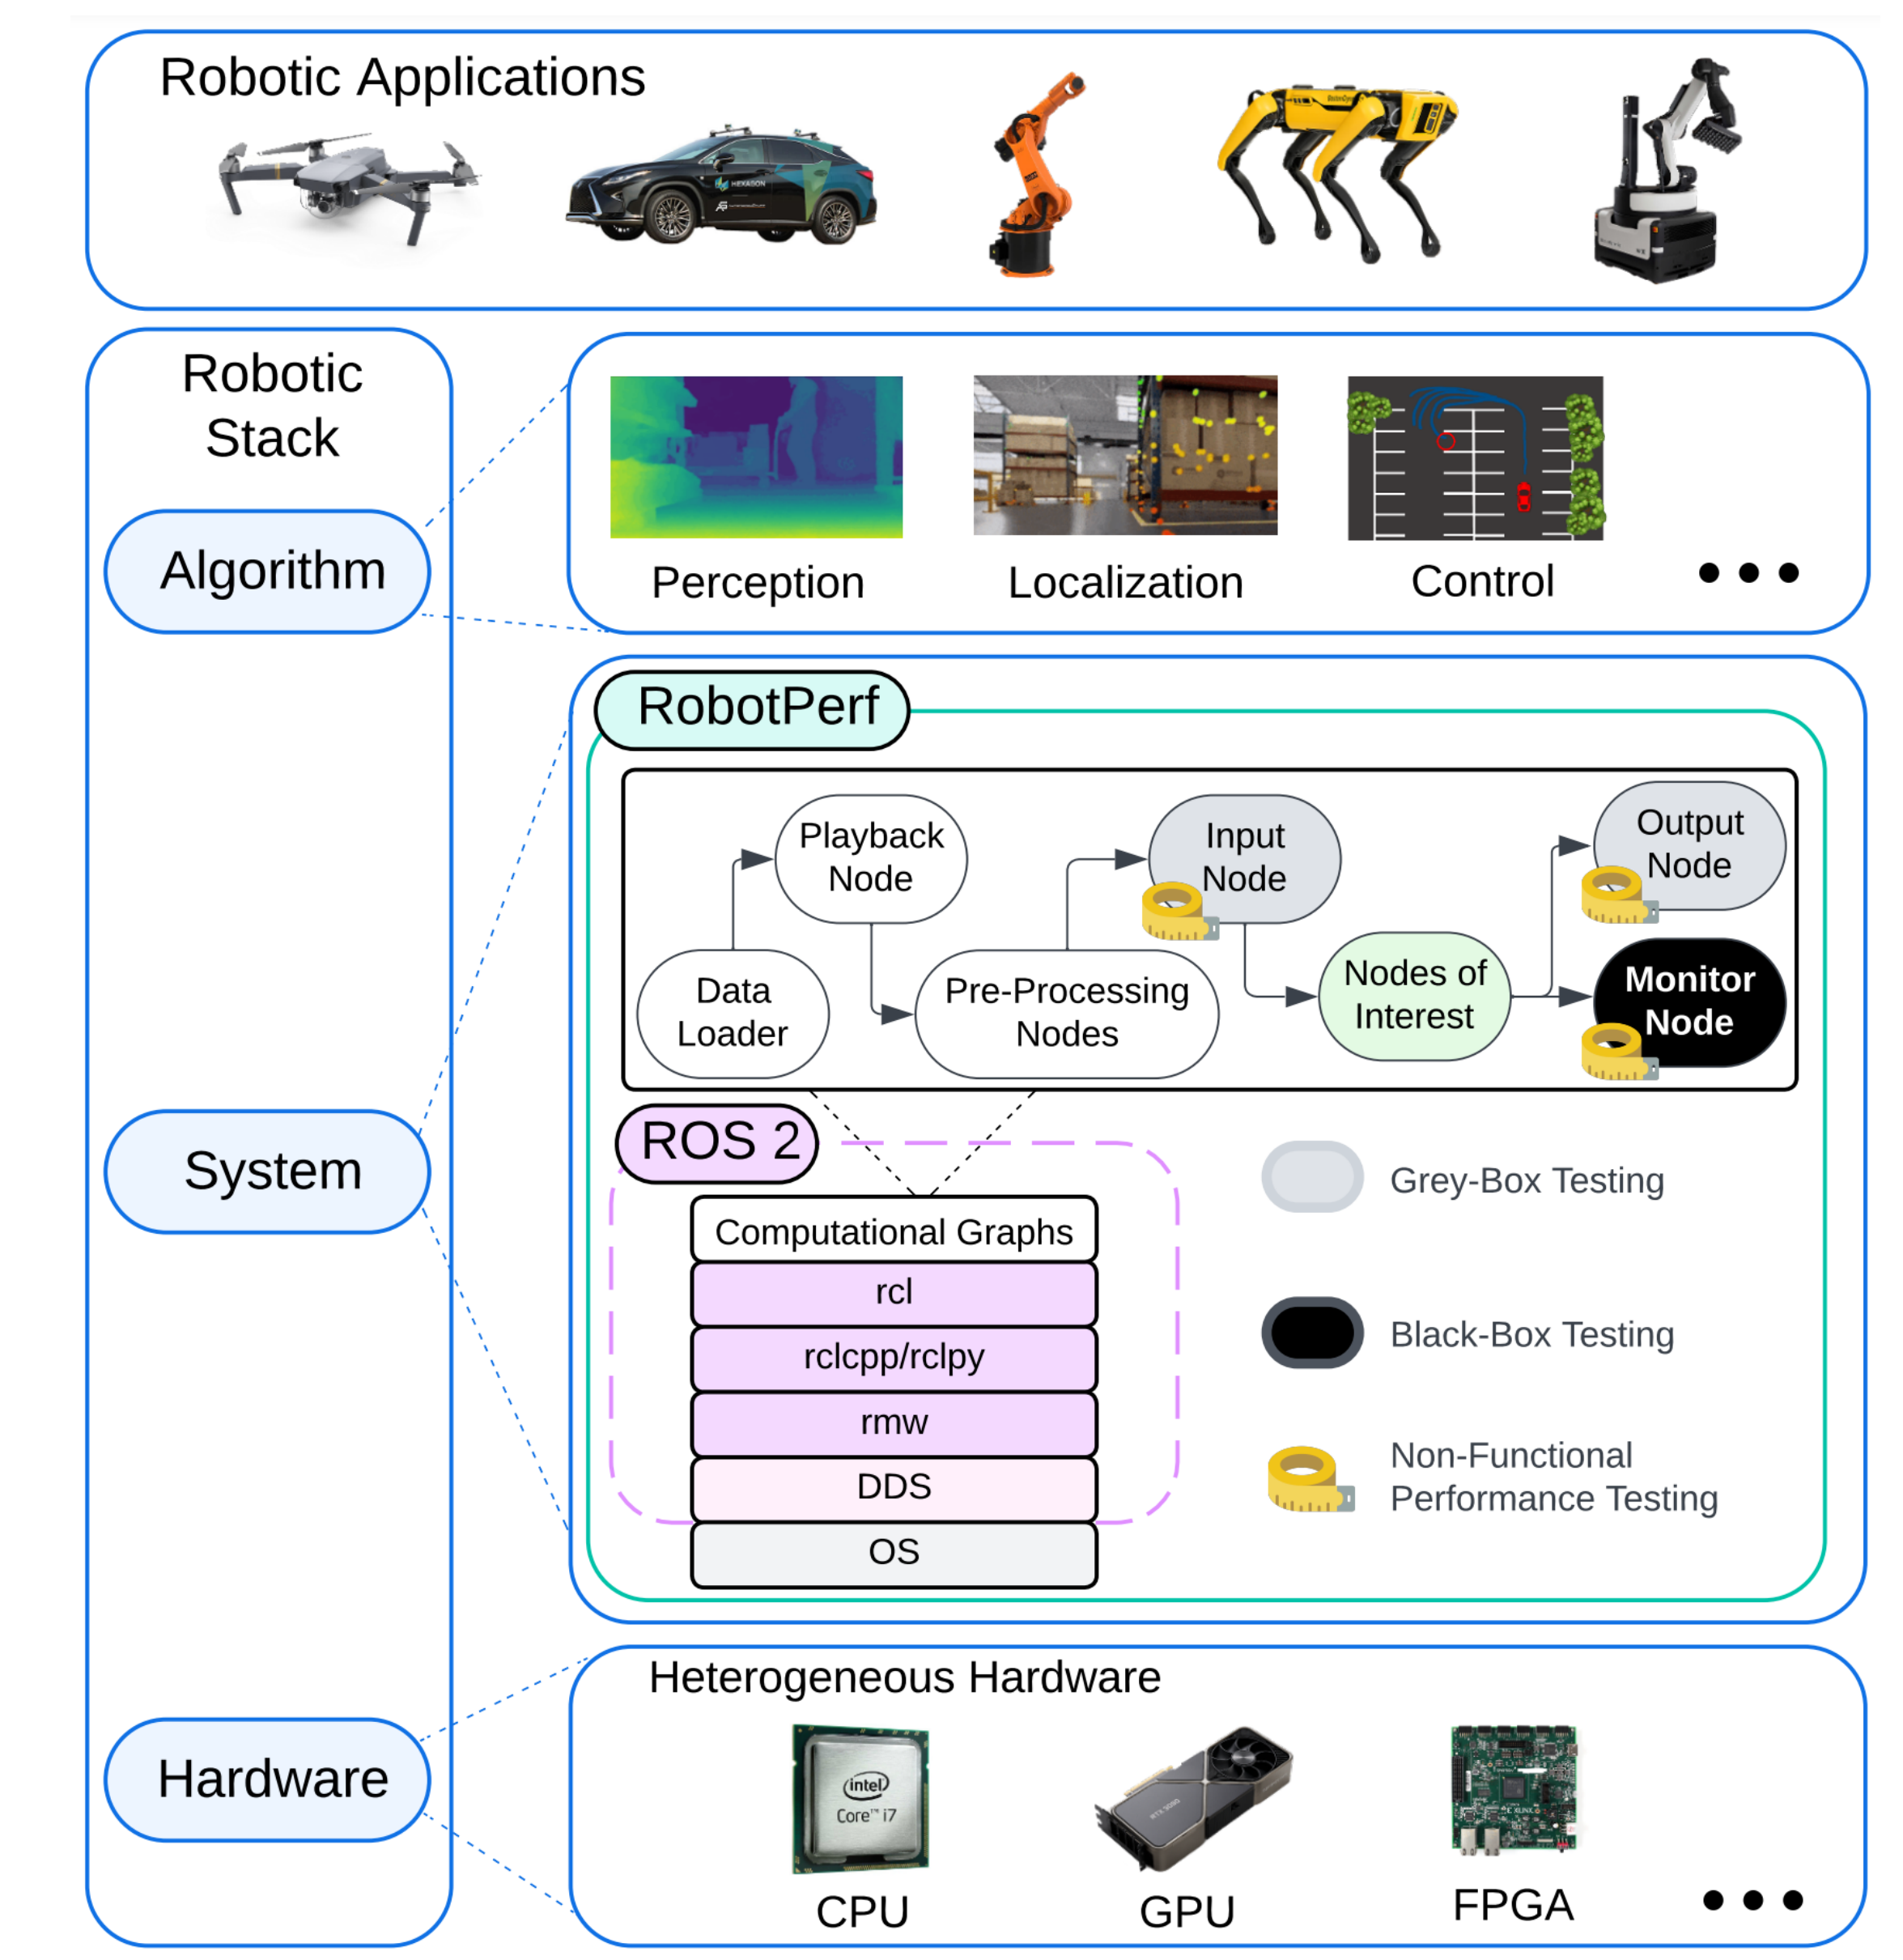 Robotic Applications
HEXAGON
Robotic
Stack
Algorithm
Perception
Localization
Control
RobotPerf
Playback
Node
Input
Node
Output
Node
Data
Loader
Pre-Processing
Nodes
Nodes of
Interest
Monitor
Node
System
ROS 2
Computational Graphs
rcl
rclcpp/rclpy
rmw
DDS
OS
Grey-Box Testing
Black-Box Testing
Non-Functional
Performance Testing
Hardware
Heterogeneous Hardware
intel
Core™ i7
CPU
GPU
FPGA